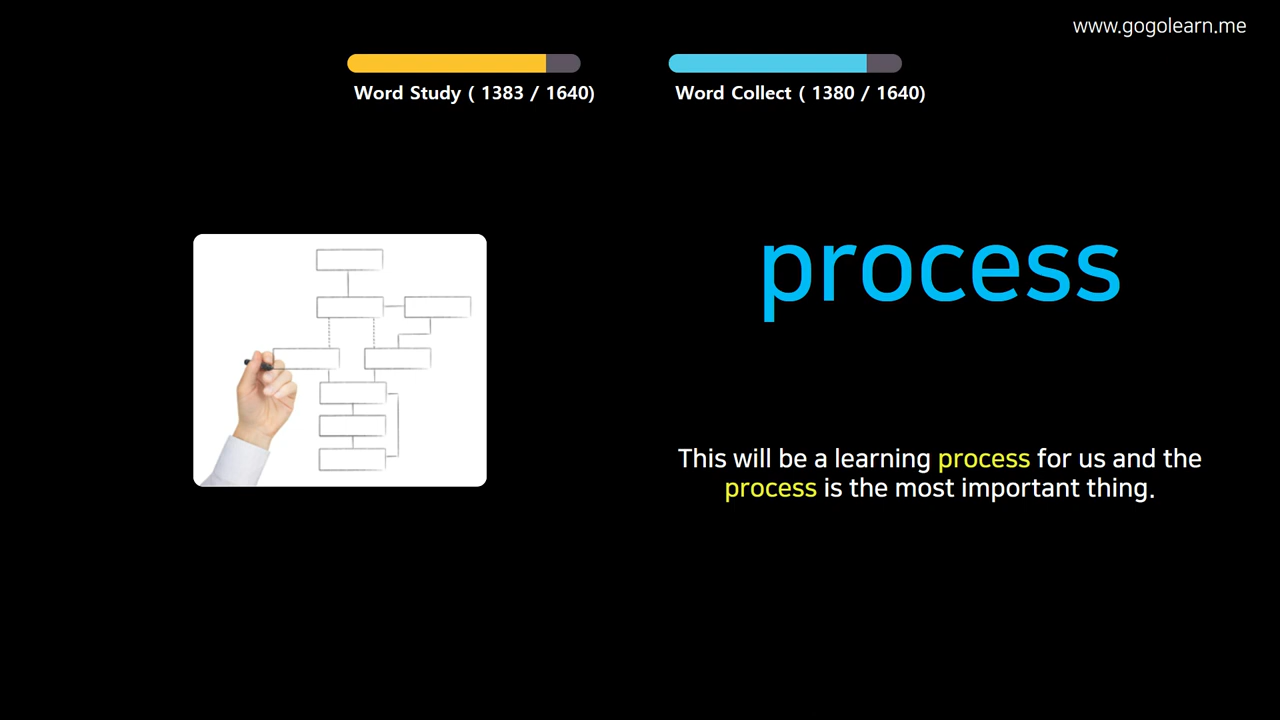 www.gogolearn.me
Word Study ( 1383 / 1640)
Word Collect ( 1380 / 1640)
process
This will be a learning process for us and the
process is the most important thing.